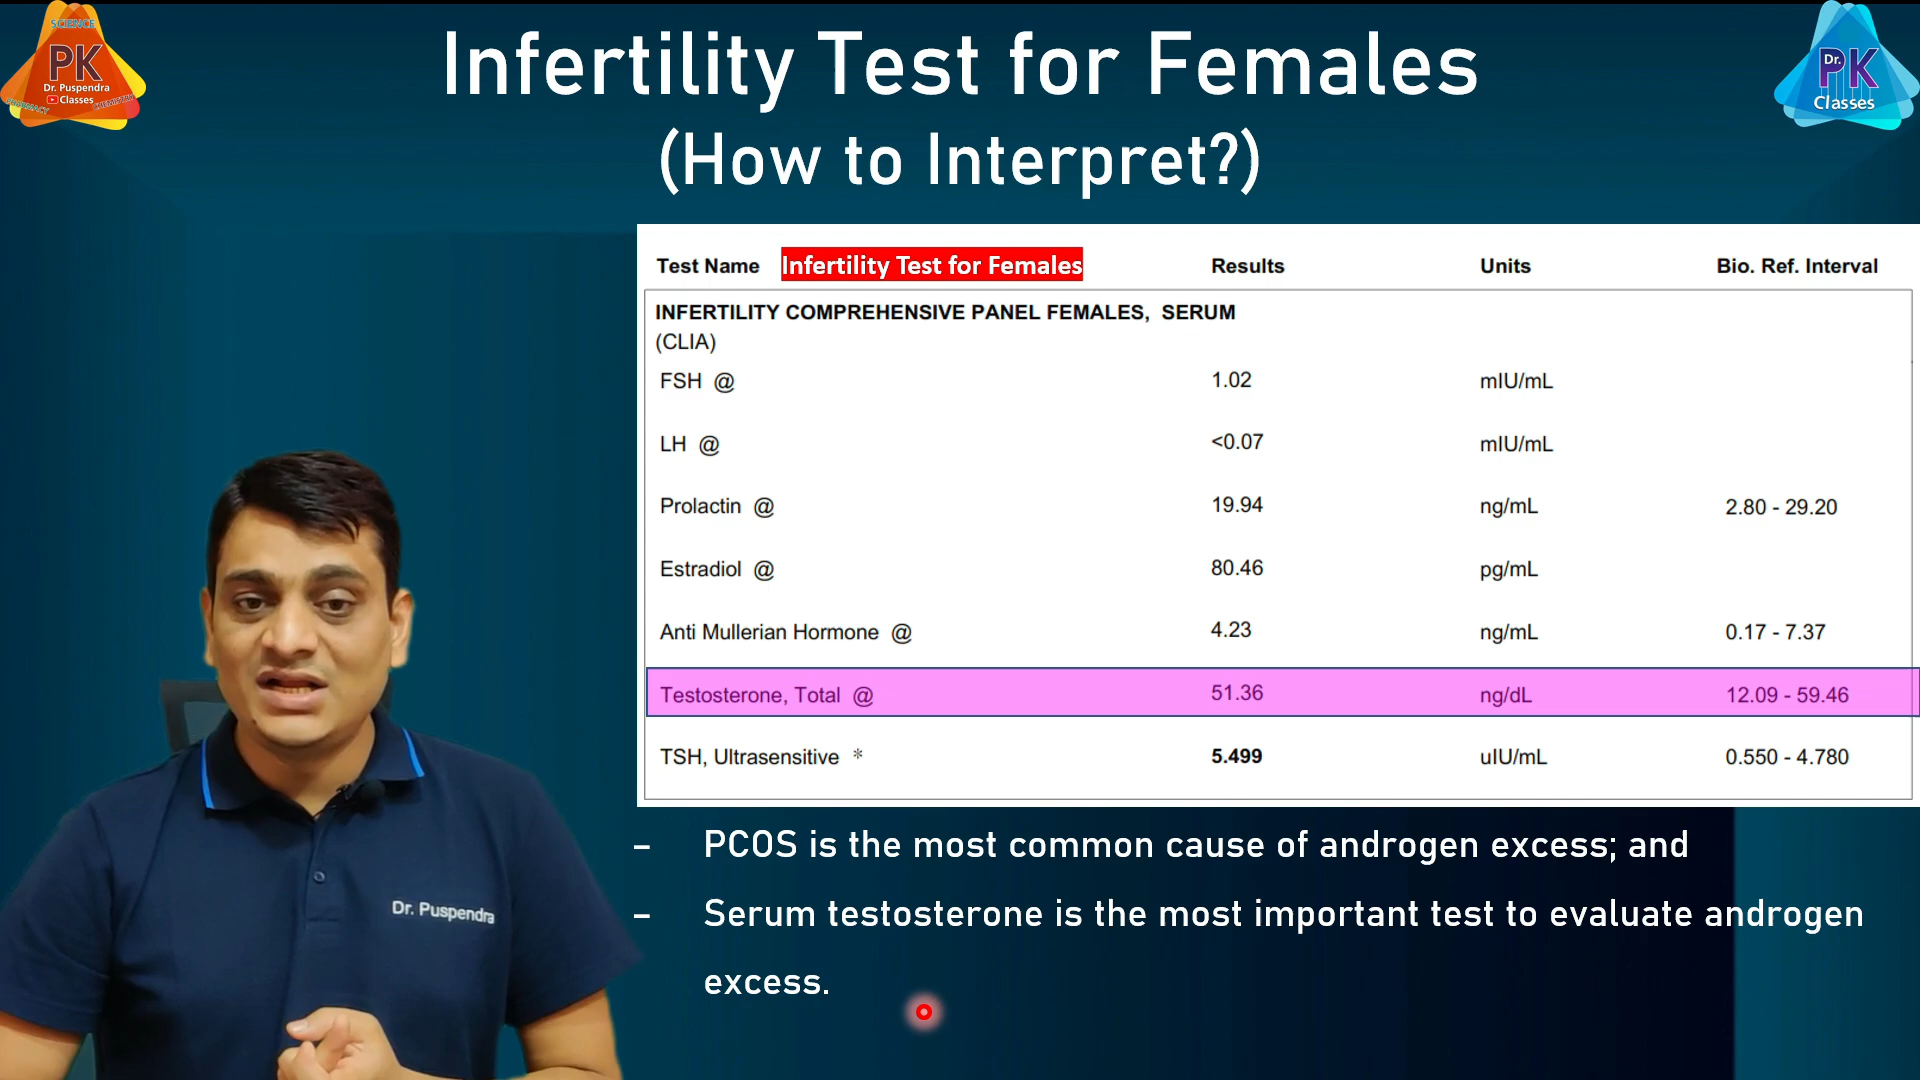 SCIENCE
PK
Dr. Puspendra
Classes
PHARMACY
CHEMISTRY
Infertility Test for Females
(How to Interpret?)
Dr.
PK
Classes
Test Name Infertility Test for Females Results Units Bio. Ref. Interval
INFERTILITY COMPREHENSIVE PANEL FEMALES, SERUM
(CLIA)
FSH @ 1.02 mIU/mL
LH @ <0.07 mIU/mL
Prolactin @ 19.94 ng/mL 2.80 - 29.20
Estradiol @ 80.46 pg/mL
Anti Mullerian Hormone @ 4.23 ng/mL 0.17 - 7.37
Testosterone, Total @ 51.36 ng/dL 12.09 - 59.46
TSH, Ultrasensitive * 5.499 uIU/mL 0.550 - 4.780
- PCOS is the most common cause of androgen excess; and
- Serum testosterone is the most important test to evaluate androgen
excess.
Dr. Puspendra